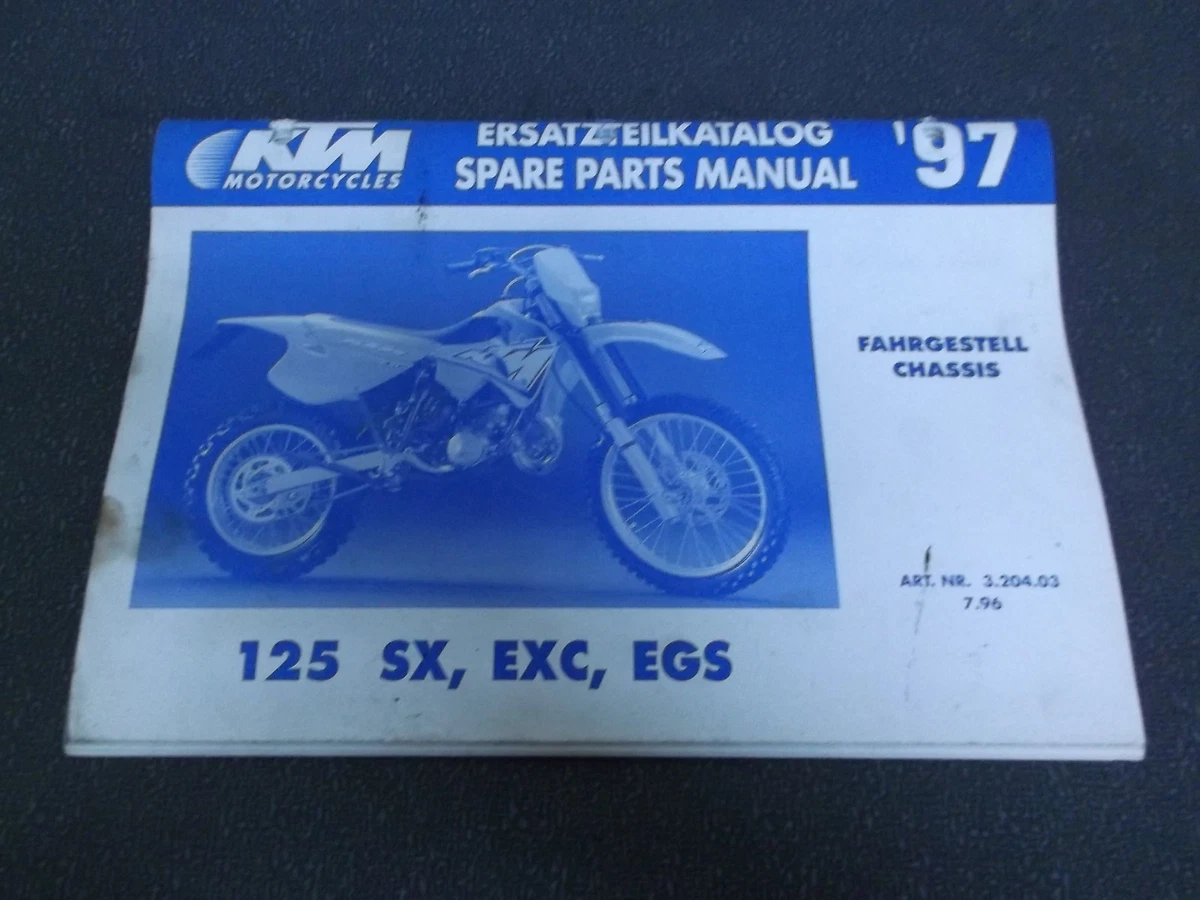 KTM
MOTORCYCLES
ERSATZTEILKATALOG
SPARE PARTS MANUAL
'97
FAHRGESTELL
CHASSIS
ART. NR. 3.204.03
7.96
125 SX, EXC, EGS